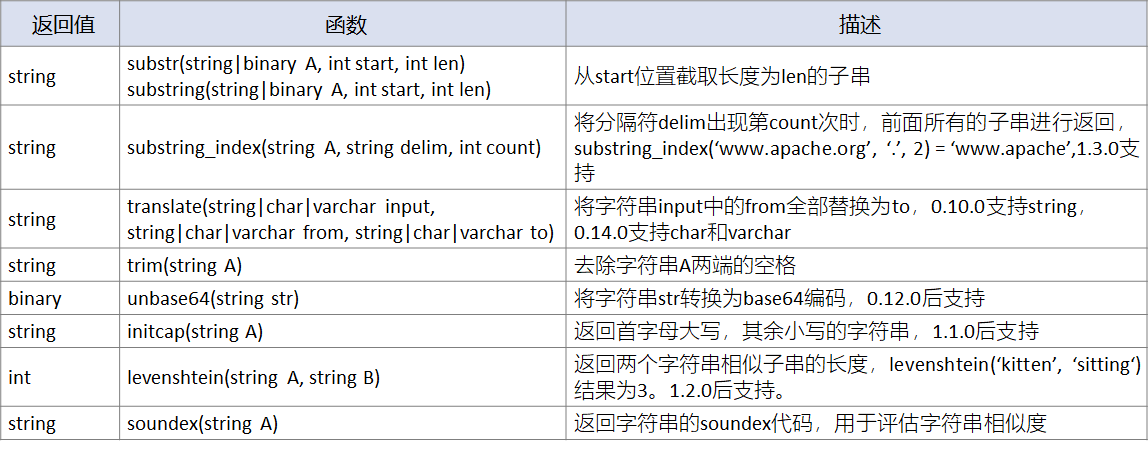 返回值 函数 描述
string
substr(string|binary A, int start, int len)
substring(string|binary A, int start, int len)
从start位置截取长度为len的子串
string
substring_index(string A, string delim, int count)
将分隔符delim出现第count次时，前面所有的子串进行返回，
substring_index(‘www.apache.org’, ‘.’, 2) = ‘www.apache’,1.3.0支
持
string
translate(string|char|varchar input,
string|char|varchar from, string|char|varchar to)
将字符串input中的from全部替换为to，0.10.0支持string，
0.14.0支持char和varchar
string
trim(string A)
去除字符串A两端的空格
binary
unbase64(string str)
将字符串str转换为base64编码，0.12.0后支持
string
initcap(string A)
返回首字母大写，其余小写的字符串，1.1.0后支持
int
levenshtein(string A, string B)
返回两个字符串相似子串的长度，levenshtein(‘kitten’, ‘sitting‘)
结果为3。1.2.0后支持。
string
soundex(string A)
返回字符串的soundex代码，用于评估字符串相似度